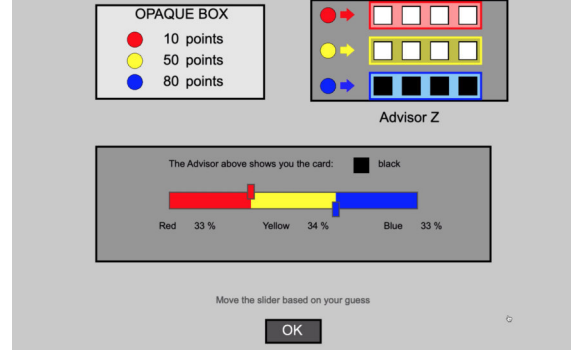 OPAQUE BOX
10 points
50 points
80 points
Advisor Z
The Advisor above shows you the card: black
Red 33 % Yellow 34 % Blue 33 %
Move the slider based on your guess
OK